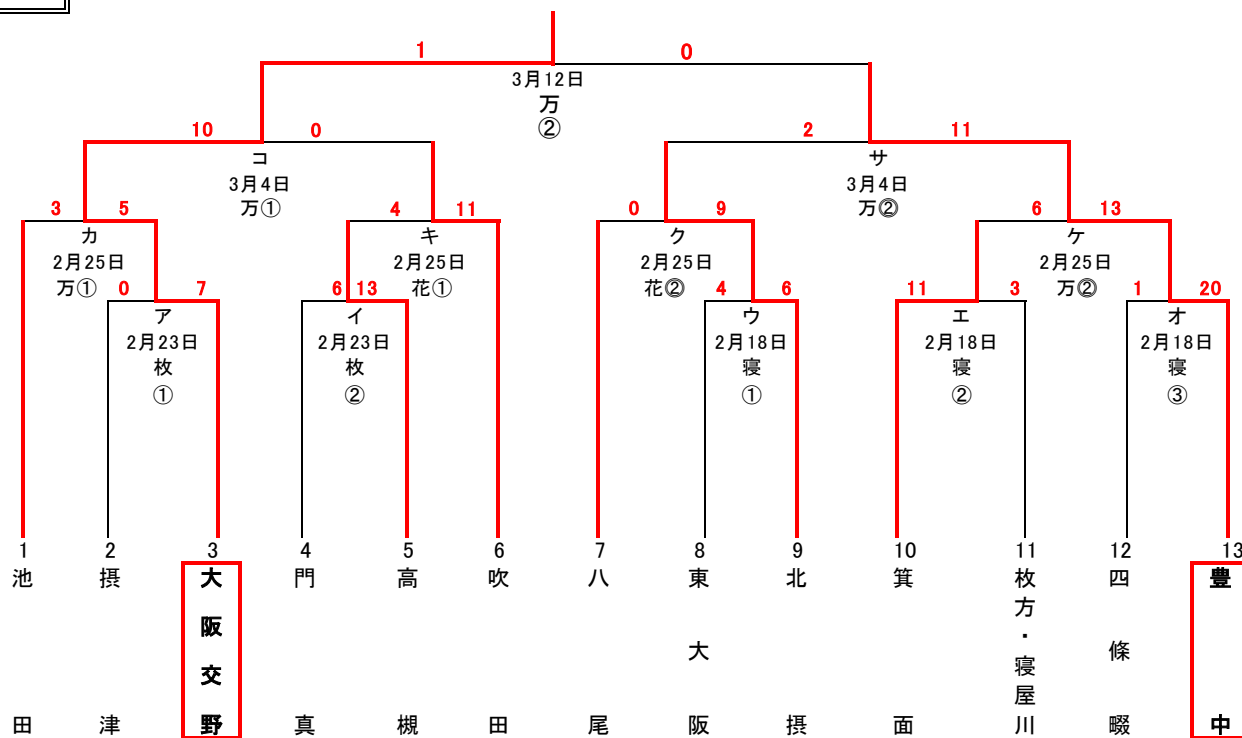 1 0
3月12日
万
②
10 0 2 11
コ サ
3月4日 3月4日
万① 万②
3 5 4 11 0 9 6 13
カ キ ク ケ
2月25日 2月25日 2月25日 2月25日
万① 花① 花② 万②
0 7 6 13 4 6 11 3 1 20
ア イ ウ エ オ
2月23日 2月23日 2月18日 2月18日 2月18日
枚 枚 寝 寝 寝
① ② ① ② ③
1 2 3 4 5 6 7 8 9 10 11 12 13
池田
摂津
大阪交野
門真
高槻
吹田
八尾
東大阪
北摂
箕面
枚方・寝屋川
四條畷
豊中